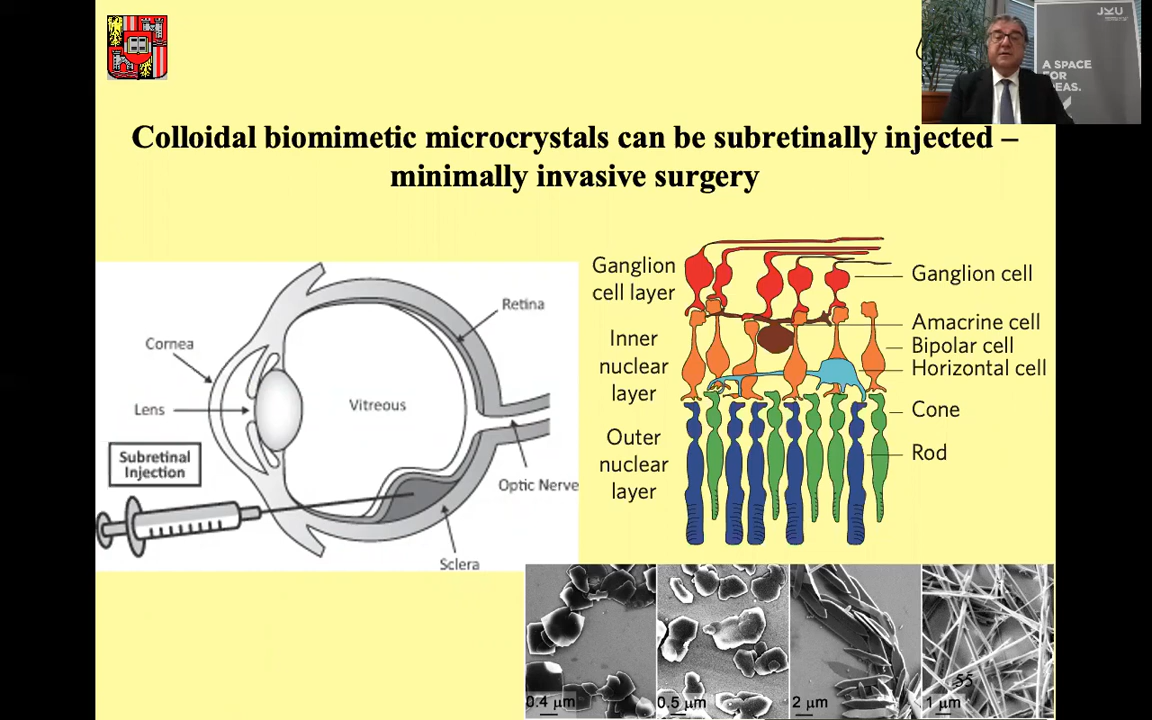 JKU
A SPACE
FOR
IDEAS.
Colloidal biomimetic microcrystals can be subretinally injected –
minimally invasive surgery
Cornea
Lens
Vitreous
Retina
Subretinal
Injection
Optic Nerve
Sclera
Ganglion
cell layer
Inner
nuclear
layer
Outer
nuclear
layer
Ganglion cell
Amacrine cell
Bipolar cell
Horizontal cell
Cone
Rod
0.4 µm
0.5 µm
2 µm
1 µm